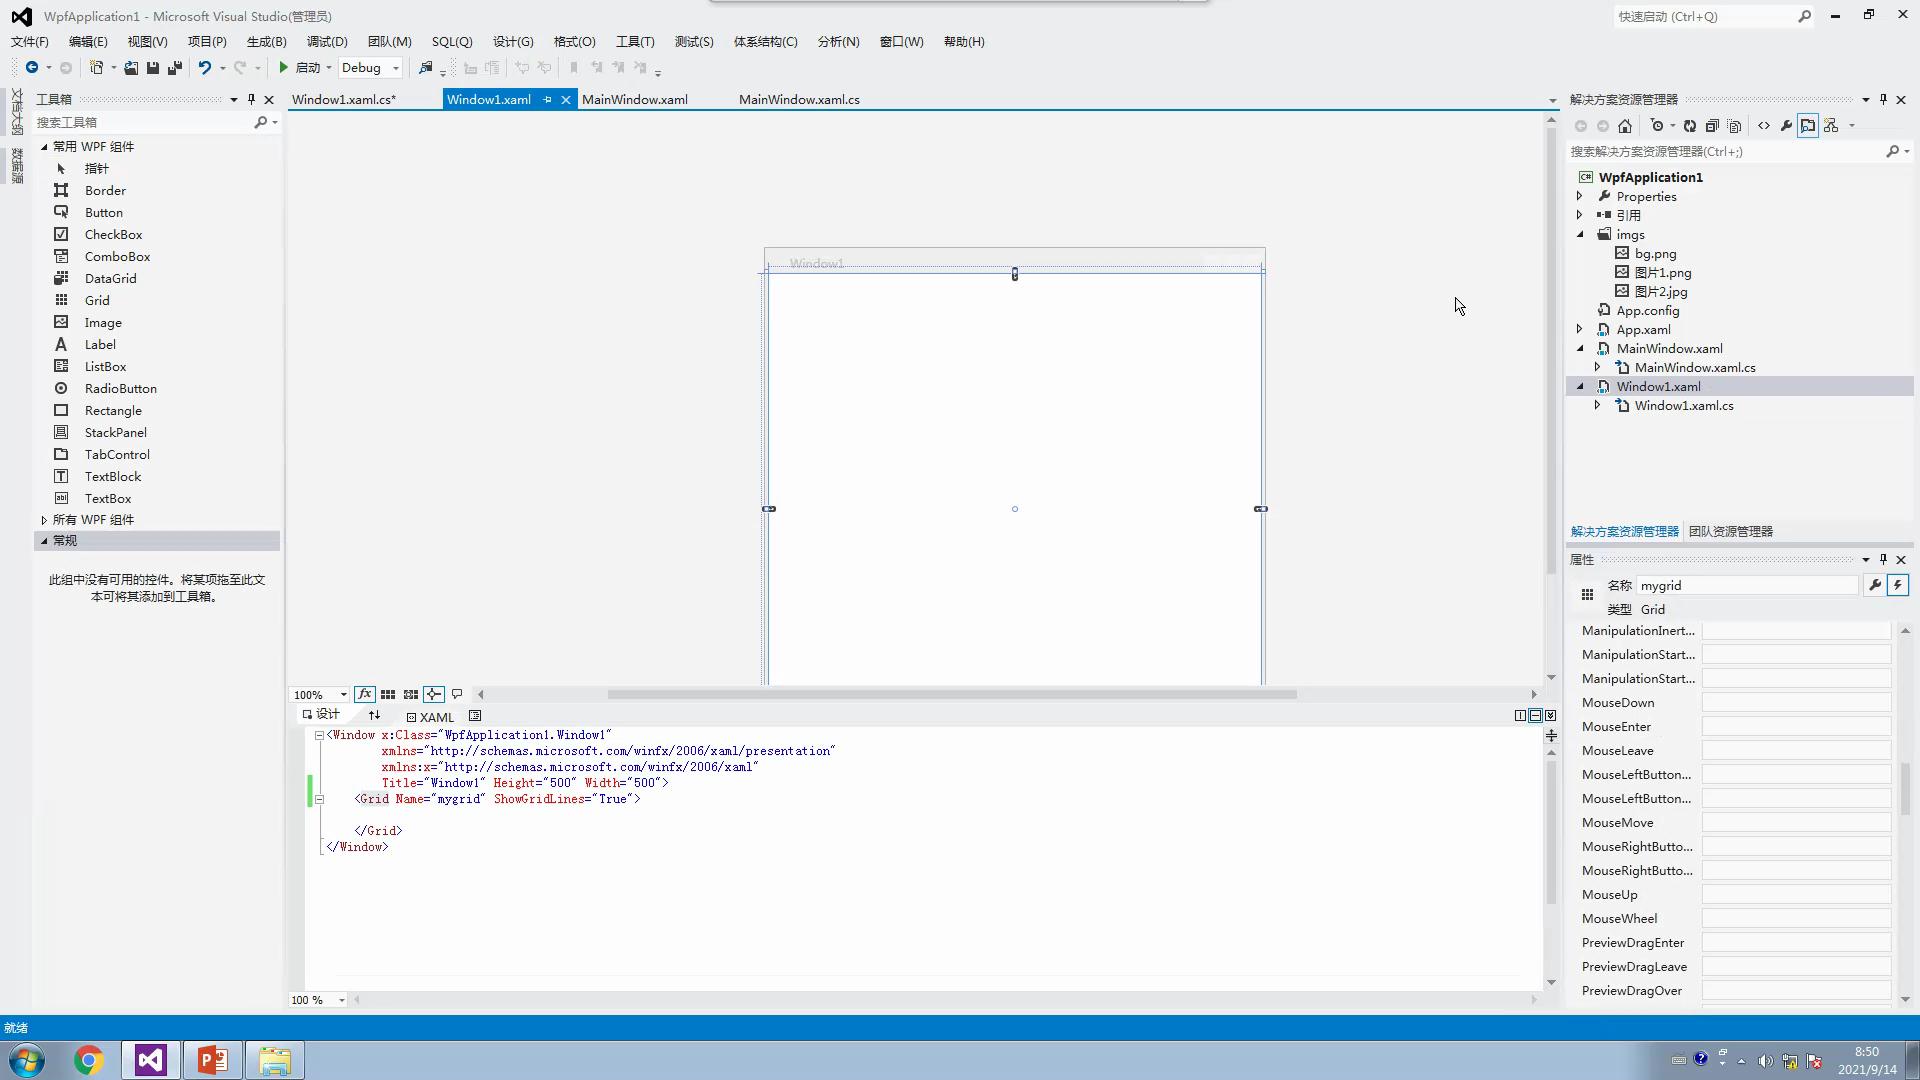 WpfApplication1 - Microsoft Visual Studio(管理员)
快速启动 (Ctrl+Q)
文件(F) 编辑(E) 视图(V) 项目(P) 生成(B) 调试(D) 团队(M) SQL(Q) 设计(G) 格式(O) 工具(T) 测试(S) 体系结构(C) 分析(N) 窗口(W) 帮助(H)
启动 Debug
文档大纲
数据源
工具箱
搜索工具箱
常用 WPF 组件
指针
Border
Button
CheckBox
ComboBox
DataGrid
Grid
Image
Label
ListBox
RadioButton
Rectangle
StackPanel
TabControl
TextBlock
TextBox
所有 WPF 组件
常规
此组中没有可用的控件。将某项拖至此文
本可将其添加到工具箱。
Window1.xaml.cs* Window1.xaml MainWindow.xaml MainWindow.xaml.cs
Window1
100%
设计 XAML
<Window x:Class="WpfApplication1.Window1"
xmlns="http://schemas.microsoft.com/winfx/2006/xaml/presentation"
xmlns:x="http://schemas.microsoft.com/winfx/2006/xaml"
Title="Window1" Height="500" Width="500">
<Grid Name="mygrid" ShowGridLines="True">
</Grid>
</Window>
100 %
解决方案资源管理器
搜索解决方案资源管理器(Ctrl+;)
WpfApplication1
Properties
引用
imgs
bg.png
图片1.png
图片2.jpg
App.config
App.xaml
MainWindow.xaml
MainWindow.xaml.cs
Window1.xaml
Window1.xaml.cs
解决方案资源管理器 团队资源管理器
属性
名称 mygrid
类型 Grid
ManipulationInert...
ManipulationStart...
ManipulationStart...
MouseDown
MouseEnter
MouseLeave
MouseLeftButton...
MouseLeftButton...
MouseMove
MouseRightButto...
MouseRightButto...
MouseUp
MouseWheel
PreviewDragEnter
PreviewDragLeave
PreviewDragOver
就绪
8:50
2021/9/14